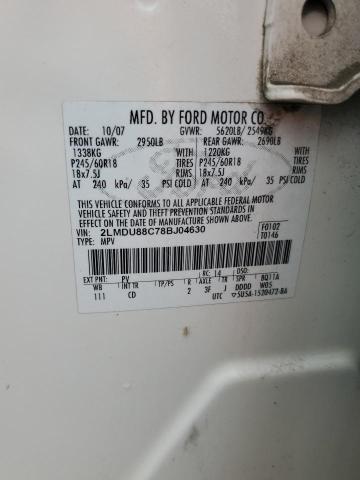 MFD. BY FORD MOTOR CO.
DATE: 10/07 GVWR: 5620LB/ 2549KG
FRONT GAWR: 2950LB REAR GAWR: 2690LB
1338KG 1220KG
P245/60R18 TIRES P245/60R18 TIRES
18x7.5J RIMS 18x7.5J RIMS
AT 240 kPa/ 35 PSI COLD AT 240 kPa/ 35 PSI COLD
THIS VEHICLE CONFORMS TO ALL APPLICABLE FEDERAL MOTOR
VEHICLE SAFETY AND THEFT PREVENTION STANDARDS IN EFFECT ON THE
DATE OF MANUFACTURE SHOWN ABOVE.
VIN: 2LMDU88C78BJ04630 F0102
TYPE: MPV T0146
EXT PNT: PV RC: 14 DSO:
WB INT TR TP/PS R AXLE TR SPR BQ11A
111 CD 2 3F J DDDD W05
UTC ▽5U5A-1520472-BA